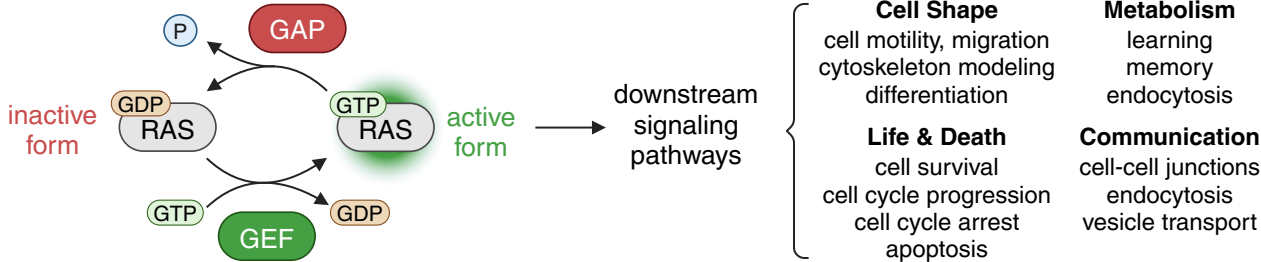 P
GAP
inactive
form
GDP
RAS
GTP
RAS
active
form
GTP
GEF
GDP
downstream
signaling
pathways
Cell Shape
cell motility, migration
cytoskeleton modeling
differentiation
Metabolism
learning
memory
endocytosis
Life & Death
cell survival
cell cycle progression
cell cycle arrest
apoptosis
Communication
cell-cell junctions
endocytosis
vesicle transport